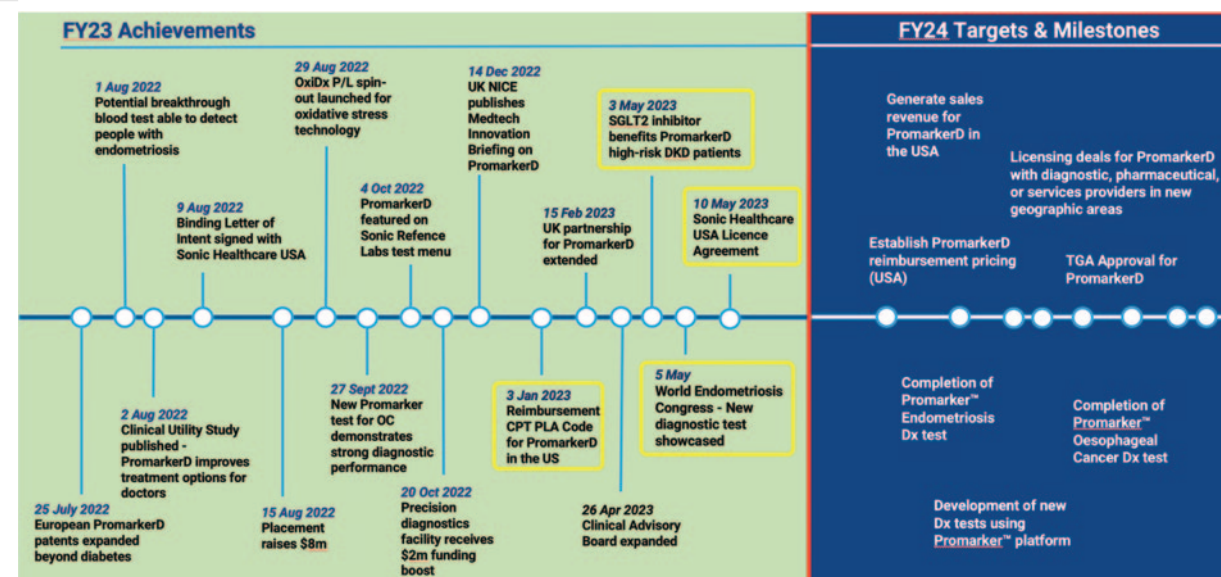 FY23 Achievements
1 Aug 2022
Potential breakthrough
blood test able to detect
people with
endometriosis
9 Aug 2022
Binding Letter of
Intent signed with
Sonic Healthcare USA
29 Aug 2022
OxiDx P/L spin-
out launched for
oxidative stress
technology
4 Oct 2022
PromarkerD
featured on
Sonic Refence
Labs test menu
14 Dec 2022
UK NICE
publishes
Medtech
Innovation
Briefing on
PromarkerD
15 Feb 2023
UK partnership
for PromarkerD
extended
3 May 2023
SGLT2 inhibitor
benefits PromarkerD
high-risk DKD patients
10 May 2023
Sonic Healthcare
USA Licence
Agreement
25 July 2022
European PromarkerD
patents expanded
beyond diabetes
2 Aug 2022
Clinical Utility Study
published -
PromarkerD improves
treatment options for
doctors
15 Aug 2022
Placement
raises $8m
27 Sept 2022
New Promarker
test for OC
demonstrates
strong diagnostic
performance
20 Oct 2022
Precision
diagnostics
facility receives
$2m funding
boost
3 Jan 2023
Reimbursement
CPT PLA Code
for PromarkerD
in the US
26 Apr 2023
Clinical Advisory
Board expanded
5 May
World Endometriosis
Congress - New
diagnostic test
showcased
FY24 Targets & Milestones
Generate sales
revenue for
PromarkerD in
the USA
Licensing deals for PromarkerD
with diagnostic, pharmaceutical,
or services providers in new
geographic areas
Establish PromarkerD
reimbursement pricing
(USA)
TGA Approval for
PromarkerD
Completion of
Promarker™
Endometriosis
Dx test
Completion of
Promarker™
Oesophageal
Cancer Dx test
Development of new
Dx tests using
Promarker™ platform